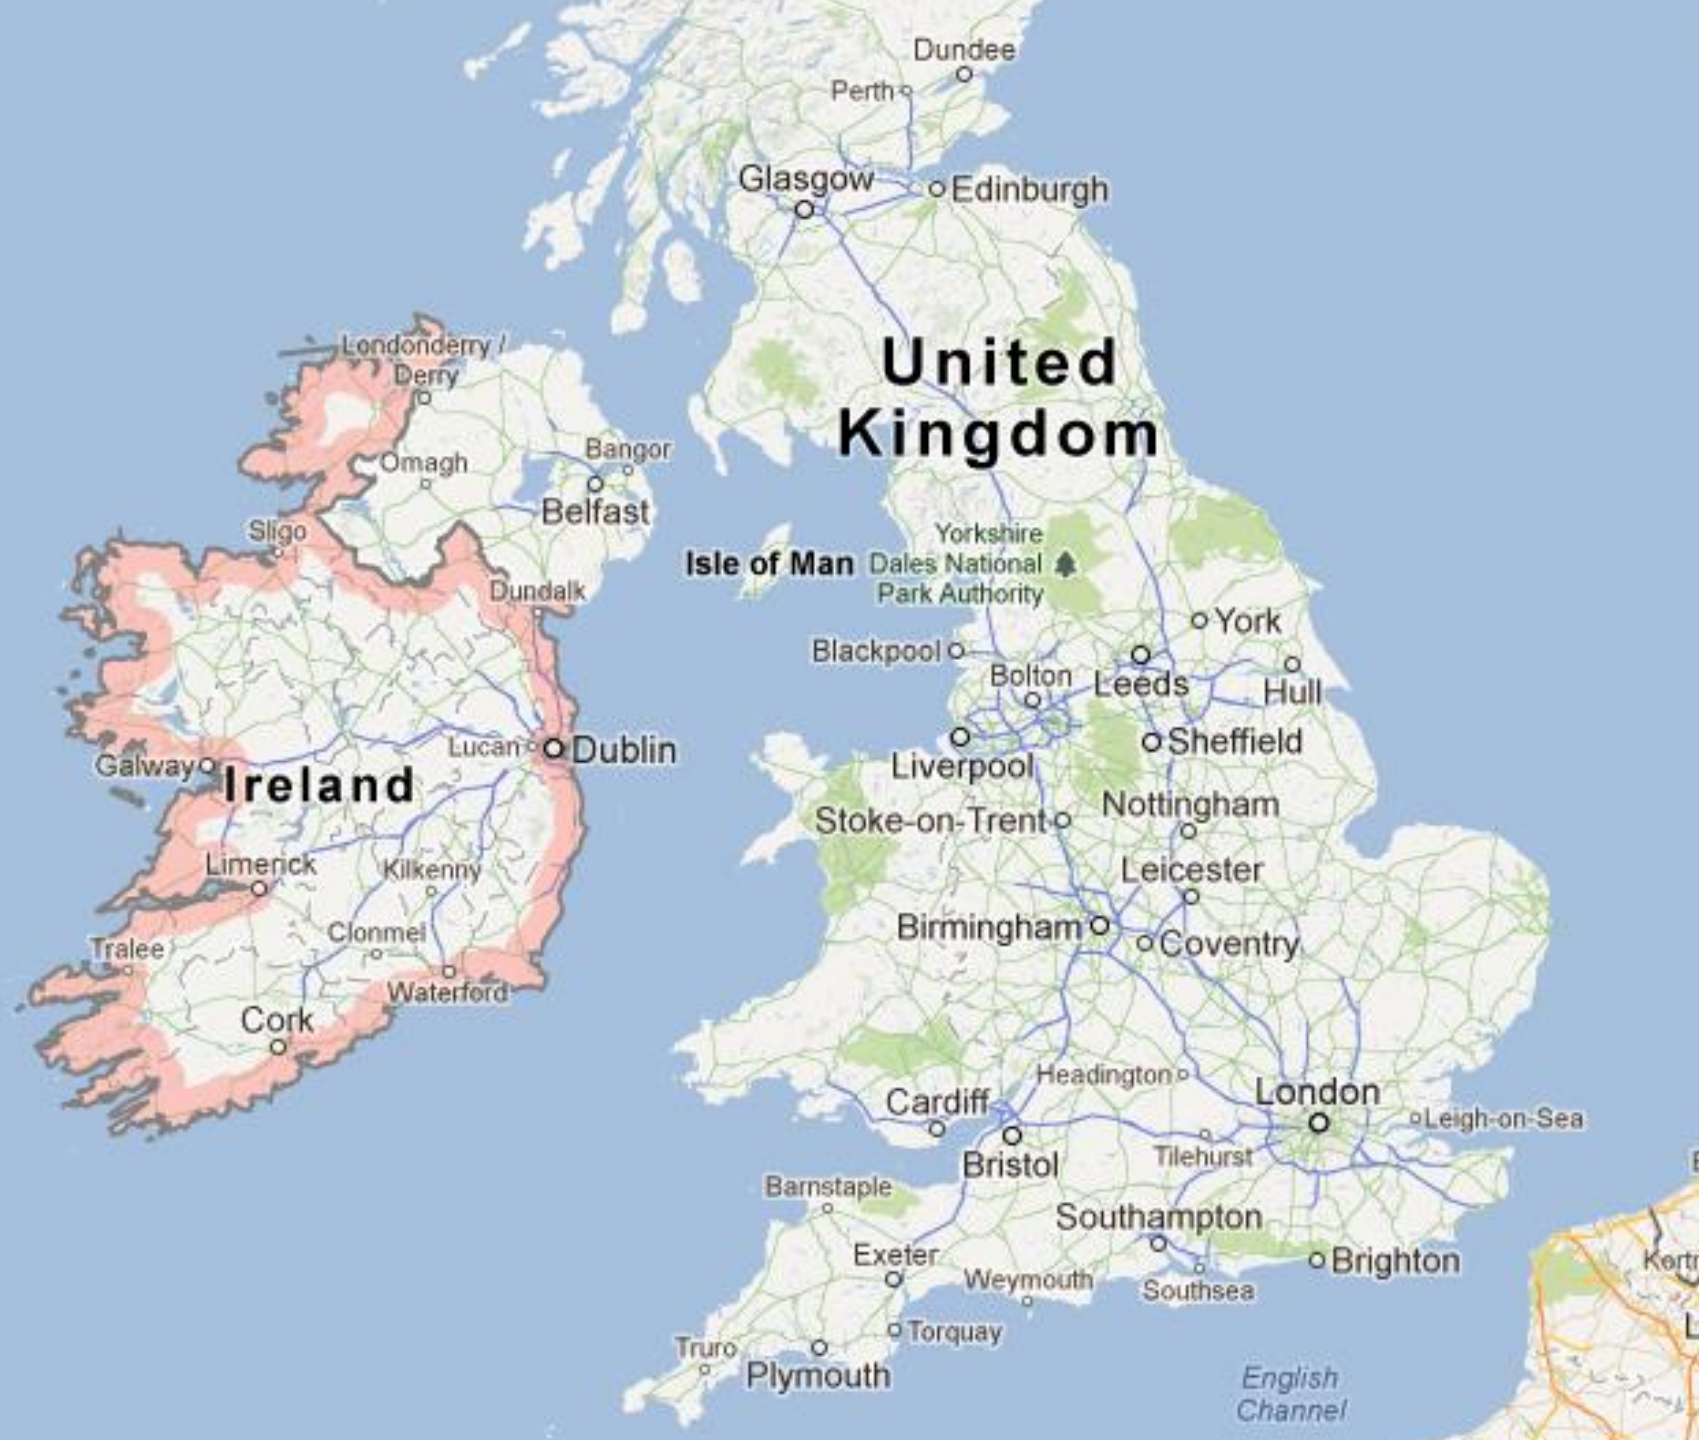 Dundee
Perth
Glasgow
Edinburgh
Londonderry /
Derry
United
Kingdom
Bangor
Omagh
Belfast
Sligo
Yorkshire
Dales National
Park Authority
Isle of Man
Dundalk
York
Blackpool
Bolton
Leeds
Hull
Lucan
Dublin
Sheffield
Galway
Ireland
Liverpool
Nottingham
Stoke-on-Trent
Limerick
Kilkenny
Leicester
Clonmel
Birmingham
Coventry
Tralee
Waterford
Cork
Headington
London
Cardiff
Leigh-on-Sea
Bristol
Tilehurst
Barnstaple
Southampton
Exeter
Brighton
Weymouth
Southsea
Torquay
Truro
Plymouth
English
Channel